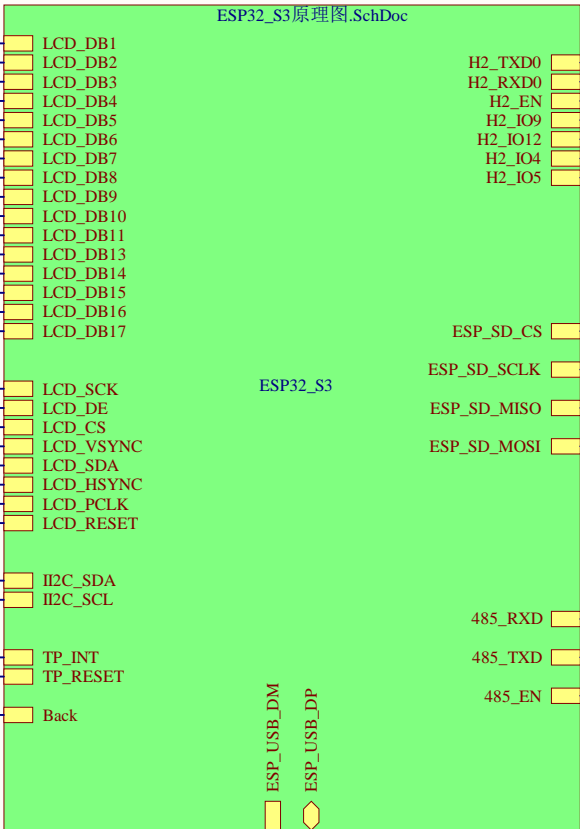 ESP32_S3原理图.SchDoc
LCD_DB1
LCD_DB2
LCD_DB3
LCD_DB4
LCD_DB5
LCD_DB6
LCD_DB7
LCD_DB8
LCD_DB9
LCD_DB10
LCD_DB11
LCD_DB13
LCD_DB14
LCD_DB15
LCD_DB16
LCD_DB17
LCD_SCK
LCD_DE
LCD_CS
LCD_VSYNC
LCD_SDA
LCD_HSYNC
LCD_PCLK
LCD_RESET
II2C_SDA
II2C_SCL
TP_INT
TP_RESET
Back
ESP32_S3
H2_TXD0
H2_RXD0
H2_EN
H2_IO9
H2_IO12
H2_IO4
H2_IO5
ESP_SD_CS
ESP_SD_SCLK
ESP_SD_MISO
ESP_SD_MOSI
485_RXD
485_TXD
485_EN
ESP_USB_DM
ESP_USB_DP